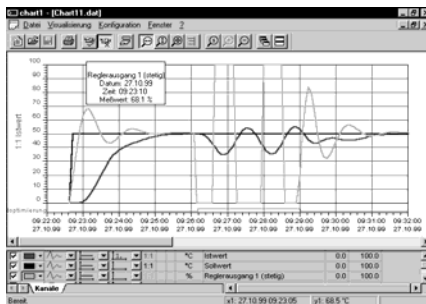 chart1 - [Chart11.dat]
Datei Visualisierung Konfiguration Fenster ?
Reglerausgang 1 (stetig)
Datum: 27.10.99
Zeit: 09:23:10
Meßwert: 68.1 %
100
90
80
70
60
50
40
30
20
10
0
1:1 Istwert
09:22:00 09:23:00 09:24:00 09:25:00 09:26:00 09:27:00 09:28:00 09:29:00 09:30:00 09:31:00 09:32:00
27.10.99 27.10.99 27.10.99 27.10.99 27.10.99 27.10.99 27.10.99 27.10.99 27.10.99 27.10.99 27.10.99
1:1 °C Istwert 0.0 100.0
1:1 °C Sollwert 0.0 100.0
% Reglerausgang 1 (stetig) 0.0 100.0
Kanäle
Bereit x1: 27.10.99 09:23:05 y1: 68.5 °C